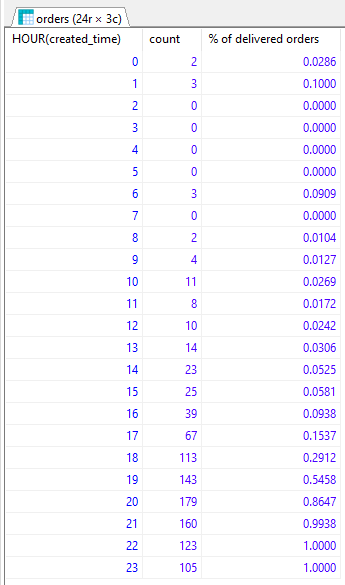 orders (24r × 3c)
HOUR(created_time) count % of delivered orders
0 2 0.0286
1 3 0.1000
2 0 0.0000
3 0 0.0000
4 0 0.0000
5 0 0.0000
6 3 0.0909
7 0 0.0000
8 2 0.0104
9 4 0.0127
10 11 0.0269
11 8 0.0172
12 10 0.0242
13 14 0.0306
14 23 0.0525
15 25 0.0581
16 39 0.0938
17 67 0.1537
18 113 0.2912
19 143 0.5458
20 179 0.8647
21 160 0.9938
22 123 1.0000
23 105 1.0000